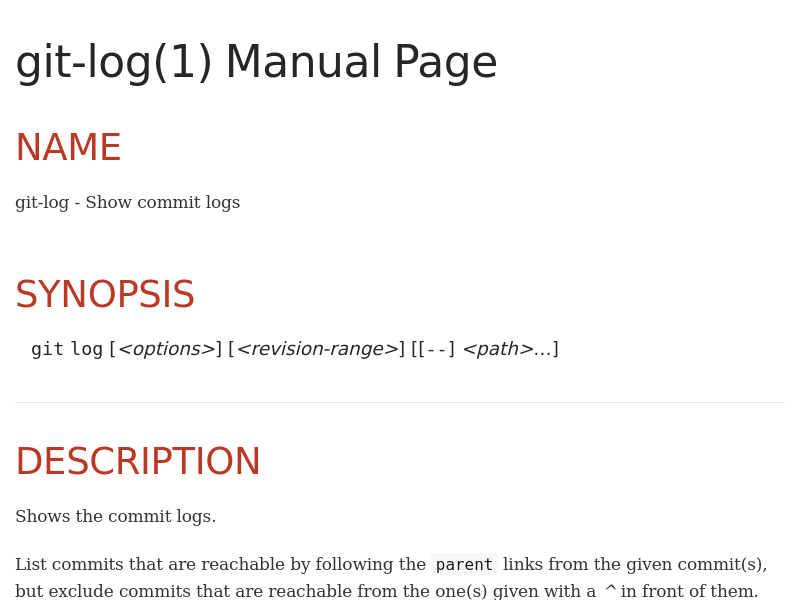 git-log(1) Manual Page
NAME
git-log - Show commit logs
SYNOPSIS
git log [<options>] [<revision-range>] [[--] <path>…]
DESCRIPTION
Shows the commit logs.
List commits that are reachable by following the parent links from the given commit(s),
but exclude commits that are reachable from the one(s) given with a ^ in front of them.